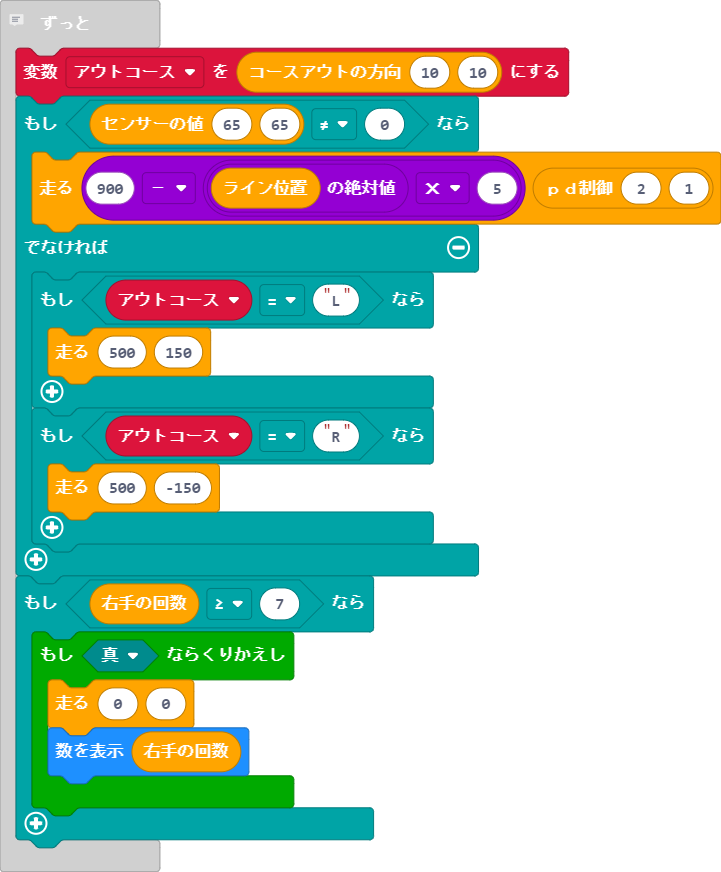 ずっと
変数 アウトコース を コースアウトの方向 10 10 にする
もし センサーの値 65 65 ≠ 0 なら
走る 900 - ライン位置 の絶対値 × 5 pd制御 2 1
でなければ
もし アウトコース = "L" なら
走る 500 150
もし アウトコース = "R" なら
走る 500 -150
もし 右手の回数 ≥ 7 なら
もし 真 ならくりかえし
走る 0 0
数を表示 右手の回数